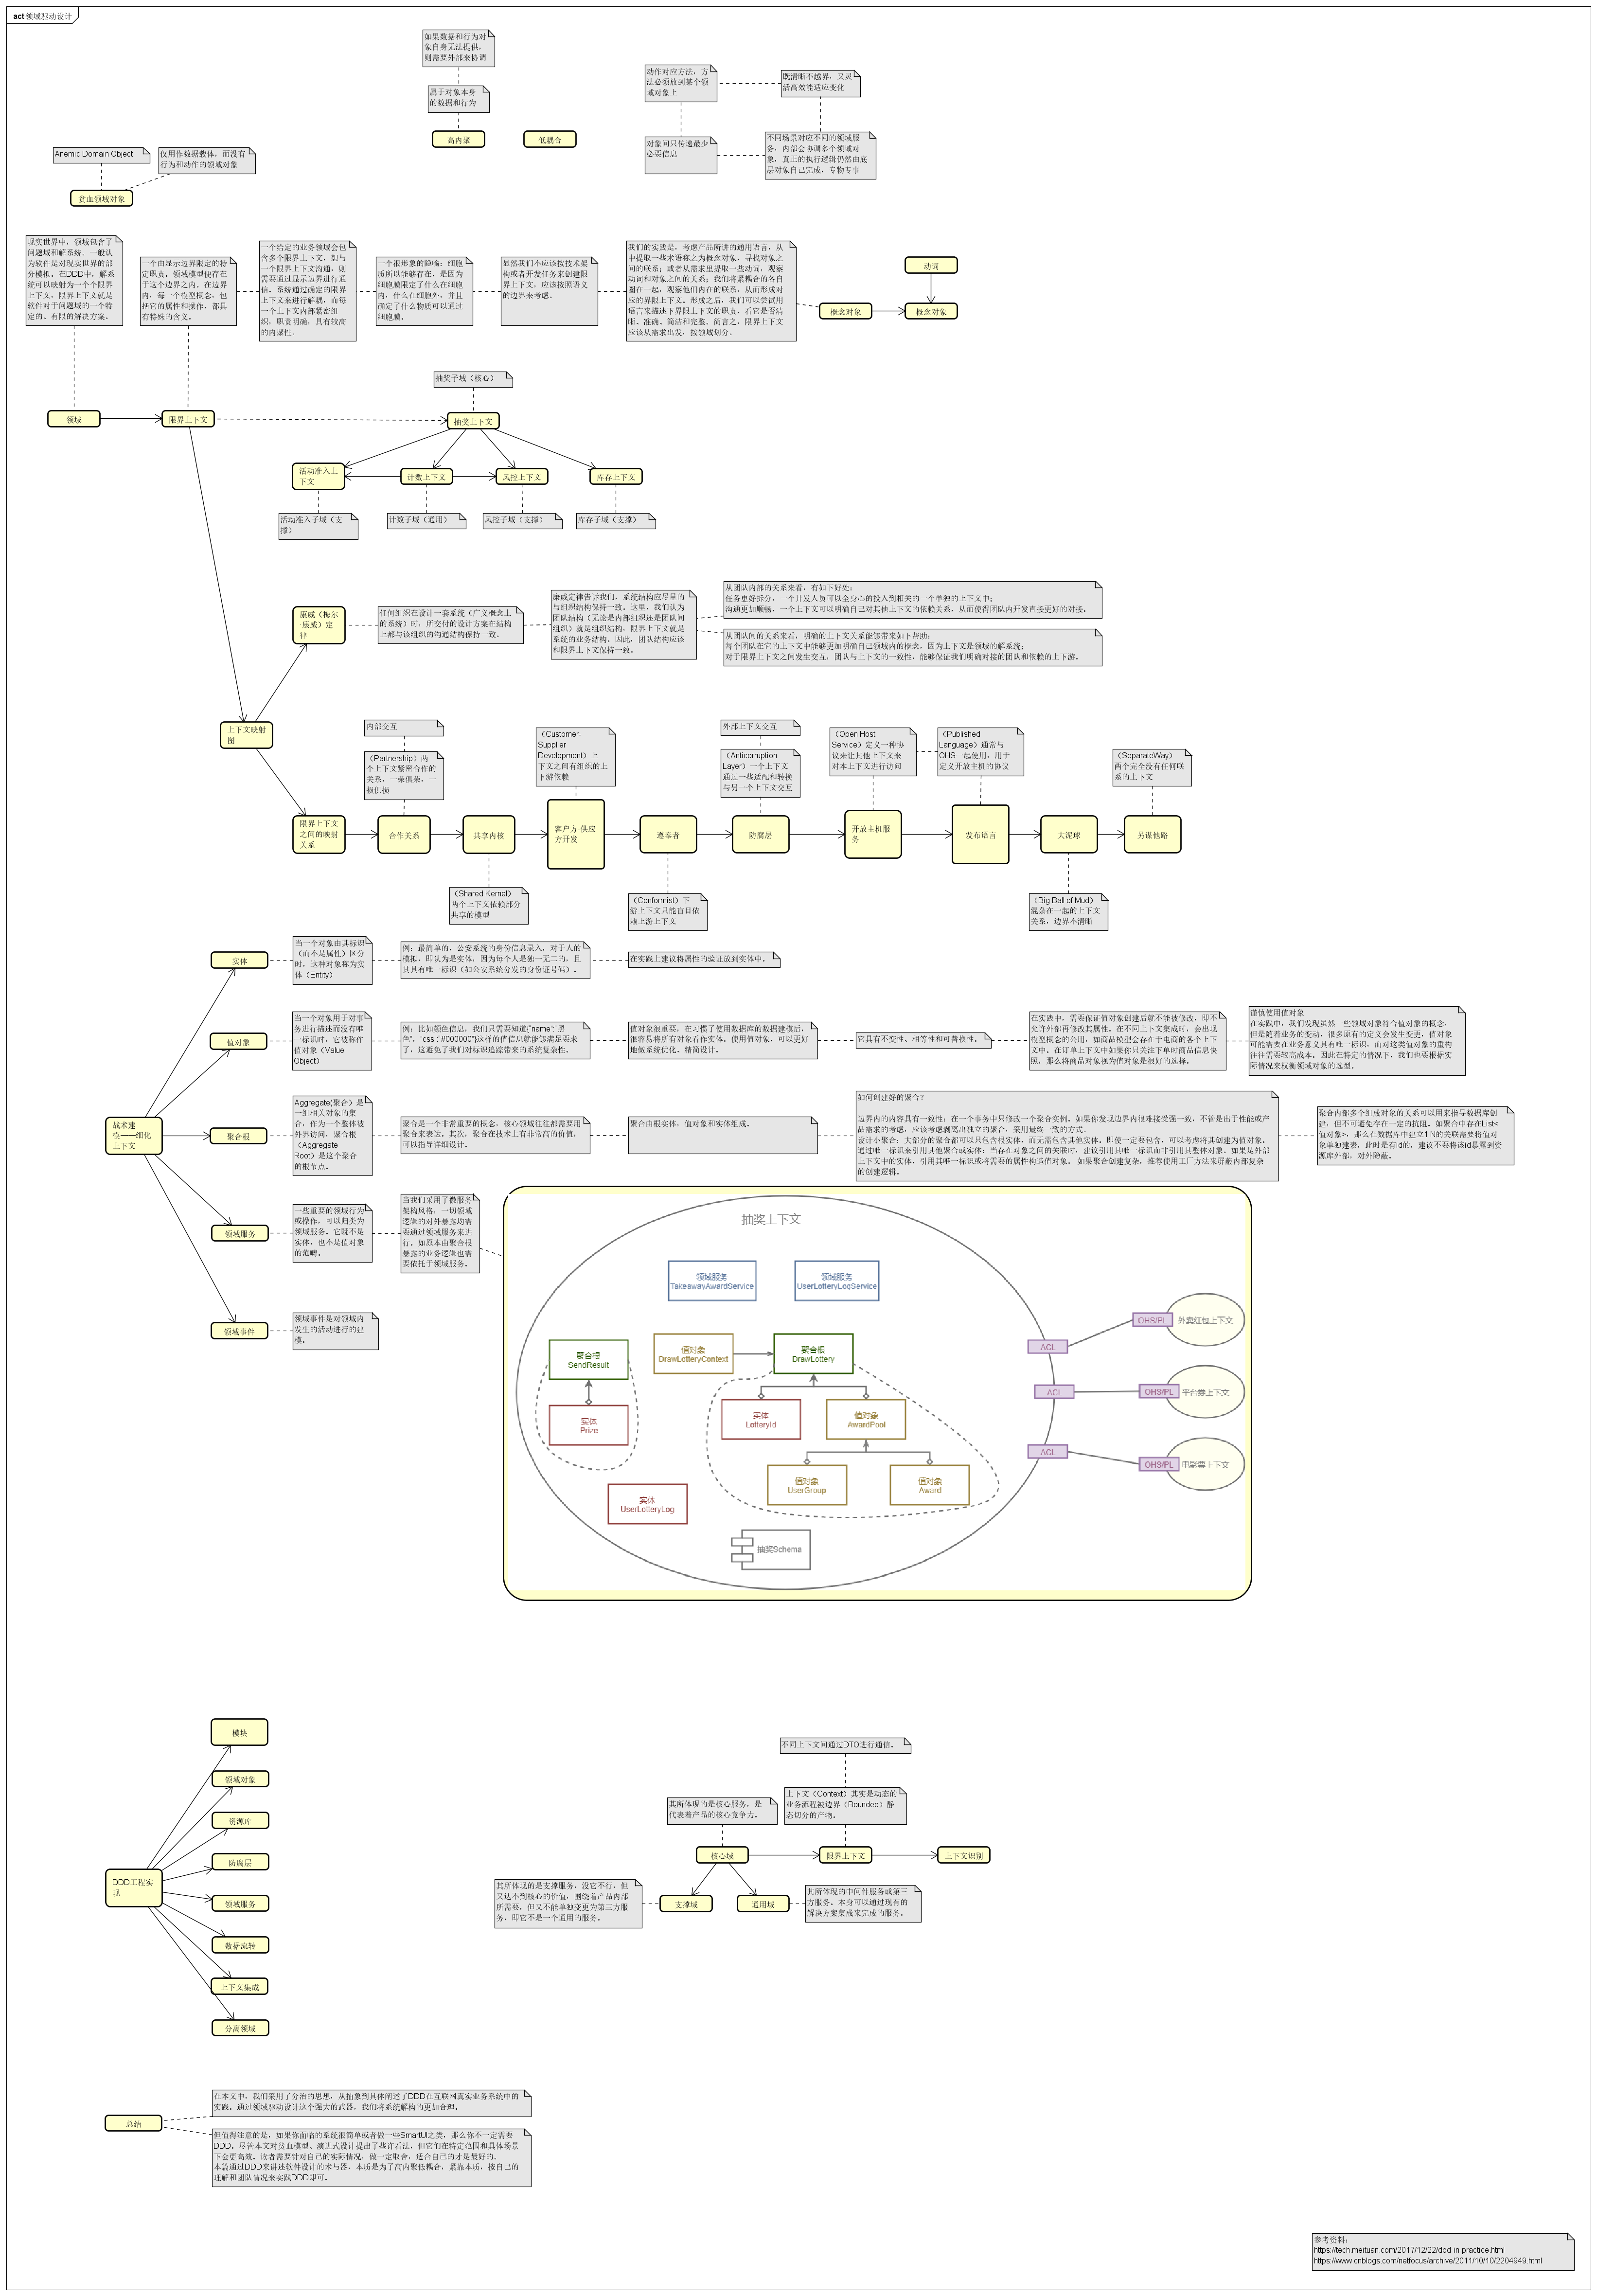 act 领域驱动设计
如果数据和行为对
象自身无法提供，
则需要外部来协调
属于对象本身
的数据和行为
高内聚
低耦合
动作对应方法，方
法必须放到某个领
域对象上
既清晰不越界，又灵
活高效能适应变化
对象间只传递最少
必要信息
不同场景对应不同的领域服
务，内部会协调多个领域对
象，真正的执行逻辑仍然由底
层对象自己完成，专物专事
Anemic Domain Object
仅用作数据载体，而没有
行为和动作的领域对象
贫血领域对象
现实世界中，领域包含了
问题域和解系统。一般认
为软件是对现实世界的部
分模拟。在DDD中，解系
统可以映射为一个个限界
上下文，限界上下文就是
软件对于问题域的一个特
定的、有限的解决方案。
一个由显示边界限定的特
定职责。领域模型便存在
于这个边界之内。在边界
内，每一个模型概念，包
括它的属性和操作，都具
有特殊的含义。
一个给定的业务领域会包
含多个限界上下文，想与
一个限界上下文沟通，则
需要通过显示边界进行通
信。系统通过确定的限界
上下文来进行解耦，而每
一个上下文内部紧密组
织，职责明确，具有较高
的内聚性。
一个很形象的隐喻：细胞
质所以能够存在，是因为
细胞膜限定了什么在细胞
内，什么在细胞外，并且
确定了什么物质可以通过
细胞膜。
显然我们不应该按技术架
构或者开发任务来创建限
界上下文，应该按照语义
的边界来考虑。
我们的实践是，考虑产品所讲的通用语言，从
中提取一些术语称之为概念对象，寻找对象之
间的联系；或者从需求里提取一些动词，观察
动词和对象之间的关系；我们将紧耦合的各自
圈在一起，观察他们内在的联系，从而形成对
应的界限上下文。形成之后，我们可以尝试用
语言来描述下界限上下文的职责，看它是否清
晰、准确、简洁和完整。简言之，限界上下文
应该从需求出发，按领域划分。
动词
概念对象
概念对象
抽奖子域（核心）
领域
限界上下文
抽奖上下文
活动准入上
下文
计数上下文
风控上下文
库存上下文
活动准入子域（支
撑）
计数子域（通用）
风控子域（支撑）
库存子域（支撑）
康威（梅尔
·康威）定
律
任何组织在设计一套系统（广义概念上
的系统）时，所交付的设计方案在结构
上都与该组织的沟通结构保持一致。
康威定律告诉我们，系统结构应尽量的
与组织结构保持一致。这里，我们认为
团队结构（无论是内部组织还是团队间
组织）就是组织结构，限界上下文就是
系统的业务结构。因此，团队结构应该
和限界上下文保持一致。
从团队内部的关系来看，有如下好处：
任务更好拆分，一个开发人员可以全身心的投入到相关的一个单独的上下文中；
沟通更加顺畅，一个上下文可以明确自己对其他上下文的依赖关系，从而使得团队内开发直接更好的对接。
从团队间的关系来看，明确的上下文关系能够带来如下帮助：
每个团队在它的上下文中能够更加明确自己领域内的概念，因为上下文是领域的解系统；
对于限界上下文之间发生交互，团队与上下文的一致性，能够保证我们明确对接的团队和依赖的上下游。
上下文映射
图
内部交互
（Partnership）两
个上下文紧密合作的
关系，一荣俱荣，一
损俱损
（Customer-
Supplier
Development）上
下文之间有组织的上
下游依赖
外部上下文交互
（Anticorruption
Layer）一个上下文
通过一些适配和转换
与另一个上下文交互
（Open Host
Service）定义一种协
议来让其他上下文来
对本上下文进行访问
（Published
Language）通常与
OHS一起使用，用于
定义开放主机的协议
（SeparateWay）
两个完全没有任何联
系的上下文
限界上下文
之间的映射
关系
合作关系
共享内核
客户方-供应
方开发
遵奉者
防腐层
开放主机服
务
发布语言
大泥球
另谋他路
（Shared Kernel）
两个上下文依赖部分
共享的模型
（Conformist）下
游上下文只能盲目依
赖上游上下文
（Big Ball of Mud）
混杂在一起的上下文
关系，边界不清晰
实体
当一个对象由其标识
（而不是属性）区分
时，这种对象称为实
体（Entity）
例：最简单的，公安系统的身份信息录入，对于人的
模拟，即认为是实体，因为每个人是独一无二的，且
其具有唯一标识（如公安系统分发的身份证号码）。
在实践上建议将属性的验证放到实体中。
值对象
当一个对象用于对事
务进行描述而没有唯
一标识时，它被称作
值对象（Value
Object）
例：比如颜色信息，我们只需要知道{"name":"黑
色"，"css":"#000000"}这样的值信息就能够满足要求
了，这避免了我们对标识追踪带来的系统复杂性。
值对象很重要，在习惯了使用数据库的数据建模后，
很容易将所有对象看作实体。使用值对象，可以更好
地做系统优化、精简设计。
它具有不变性、相等性和可替换性。
在实践中，需要保证值对象创建后就不能被修改，即不
允许外部再修改其属性。在不同上下文集成时，会出现
模型概念的公用，如商品模型会存在于电商的各个上下
文中。在订单上下文中如果你只关注下单时商品信息快
照，那么将商品对象视为值对象是很好的选择。
谨慎使用值对象
在实践中，我们发现虽然一些领域对象符合值对象的概念，
但是随着业务的变动，很多原有的定义会发生变更，值对象
可能需要在业务意义具有唯一标识，而对这类值对象的重构
往往需要较高成本。因此在特定的情况下，我们也要根据实
际情况来权衡领域对象的选型。
战术建
模——细化
上下文
聚合根
Aggregate(聚合）是
一组相关对象的集
合，作为一个整体被
外界访问，聚合根
（Aggregate
Root）是这个聚合
的根节点。
聚合是一个非常重要的概念，核心领域往往都需要用
聚合来表达。其次，聚合在技术上有非常高的价值，
可以指导详细设计。
聚合由根实体，值对象和实体组成。
如何创建好的聚合？
边界内的内容具有一致性：在一个事务中只修改一个聚合实例。如果你发现边界内很难接受强一致，不管是出于性能或产
品需求的考虑，应该考虑剥离出独立的聚合，采用最终一致的方式。
设计小聚合：大部分的聚合都可以只包含根实体，而无需包含其他实体。即使一定要包含，可以考虑将其创建为值对象。
通过唯一标识来引用其他聚合或实体：当存在对象之间的关联时，建议引用其唯一标识而非引用其整体对象。如果是外部
上下文中的实体，引用其唯一标识或将需要的属性构造值对象。 如果聚合创建复杂，推荐使用工厂方法来屏蔽内部复杂
的创建逻辑。
聚合内部多个组成对象的关系可以用来指导数据库创
建，但不可避免存在一定的抗阻。如聚合中存在List<
值对象>，那么在数据库中建立1:N的关联需要将值对
象单独建表，此时是有id的，建议不要将该id暴露到资
源库外部，对外隐蔽。
领域服务
一些重要的领域行为
或操作，可以归类为
领域服务。它既不是
实体，也不是值对象
的范畴。
当我们采用了微服务
架构风格，一切领域
逻辑的对外暴露均需
要通过领域服务来进
行。如原本由聚合根
暴露的业务逻辑也需
要依托于领域服务。
领域事件
领域事件是对领域内
发生的活动进行的建
模。
抽奖上下文
领域服务
TakeawayAwardService
领域服务
UserLotteryLogService
聚合根
SendResult
值对象
DrawLotteryContext
聚合根
DrawLottery
实体
Prize
实体
LotteryId
值对象
AwardPool
值对象
UserGroup
值对象
Award
实体
UserLotteryLog
抽奖Schema
ACL
OHS/PL
外卖红包上下文
ACL
OHS/PL
平台券上下文
ACL
OHS/PL
电影票上下文
模块
领域对象
资源库
防腐层
DDD工程实
现
领域服务
数据流转
上下文集成
分离领域
不同上下文间通过DTO进行通信。
其所体现的是核心服务，是
代表着产品的核心竞争力。
上下文（Context）其实是动态的
业务流程被边界（Bounded）静
态切分的产物。
核心域
限界上下文
上下文识别
其所体现的是支撑服务，没它不行，但
又达不到核心的价值，围绕着产品内部
所需要，但又不能单独变更为第三方服
务，即它不是一个通用的服务。
支撑域
通用域
其所体现的中间件服务或第三
方服务。本身可以通过现有的
解决方案集成来完成的服务。
总结
在本文中，我们采用了分治的思想，从抽象到具体阐述了DDD在互联网真实业务系统中的
实践。通过领域驱动设计这个强大的武器，我们将系统解构的更加合理。
但值得注意的是，如果你面临的系统很简单或者做一些SmartUI之类，那么你不一定需要
DDD。尽管本文对贫血模型、演进式设计提出了些许看法，但它们在特定范围和具体场景
下会更高效。读者需要针对自己的实际情况，做一定取舍，适合自己的才是最好的。
本篇通过DDD来讲述软件设计的术与器，本质是为了高内聚低耦合，紧靠本质，按自己的
理解和团队情况来实践DDD即可。
参考资料：
https://tech.meituan.com/2017/12/22/ddd-in-practice.html
https://www.cnblogs.com/netfocus/archive/2011/10/10/2204949.html